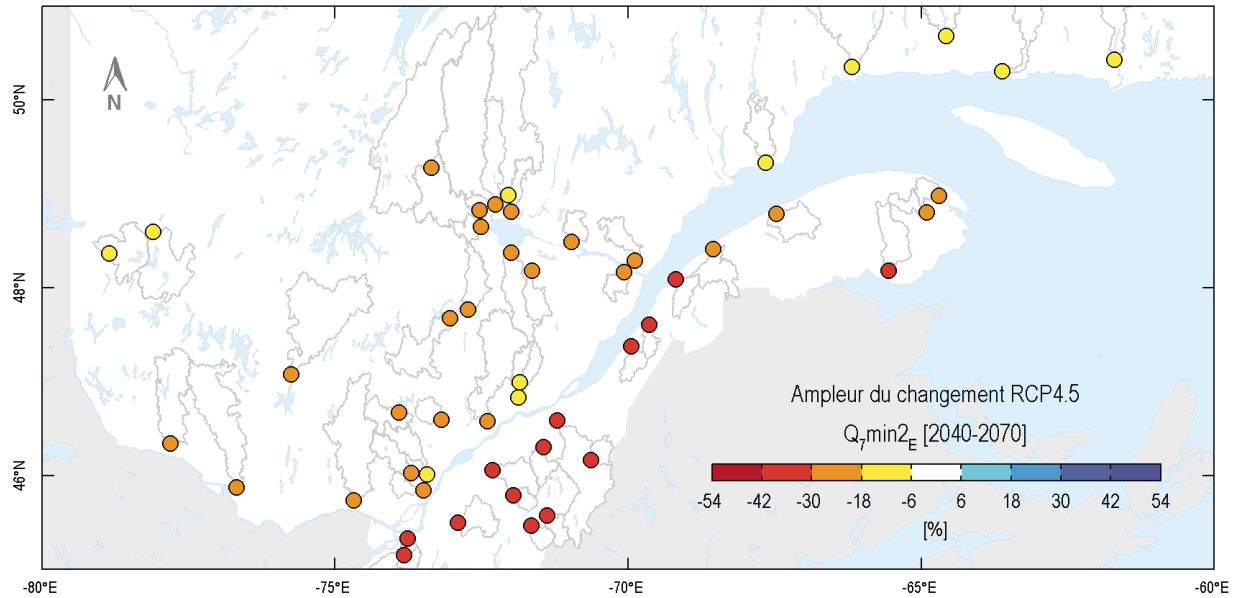 N
50°N
48°N
46°N
Ampleur du changement RCP4.5
Q7min2E [2040-2070]
-54 -42 -30 -18 -6 6 18 30 42 54
[%]
-80°E -75°E -70°E -65°E -60°E